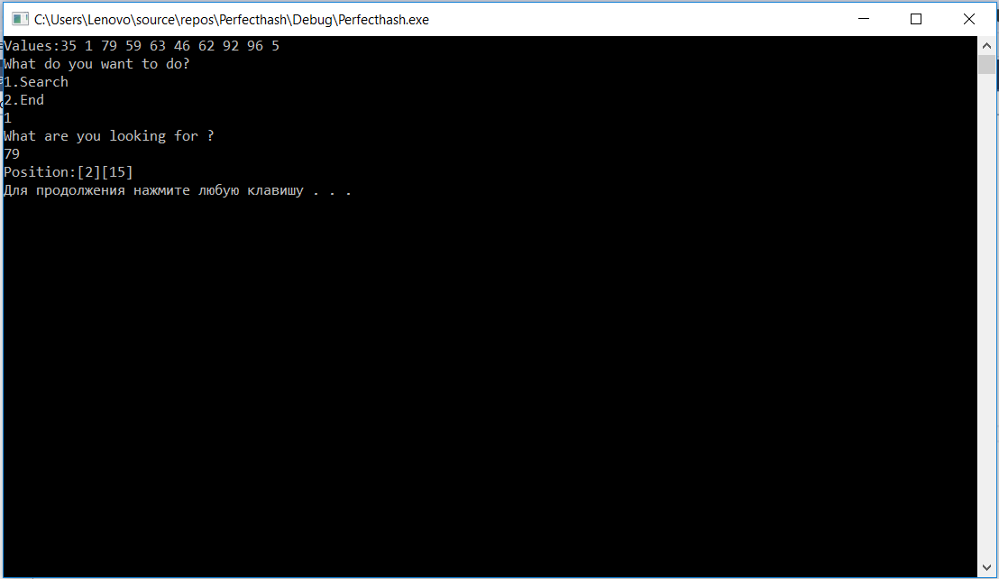 C:\Users\Lenovo\source\repos\Perfecthash\Debug\Perfecthash.exe
Values:35 1 79 59 63 46 62 92 96 5
What do you want to do?
1.Search
2.End
1
What are you looking for ?
79
Position:[2][15]
Для продолжения нажмите любую клавишу . . .